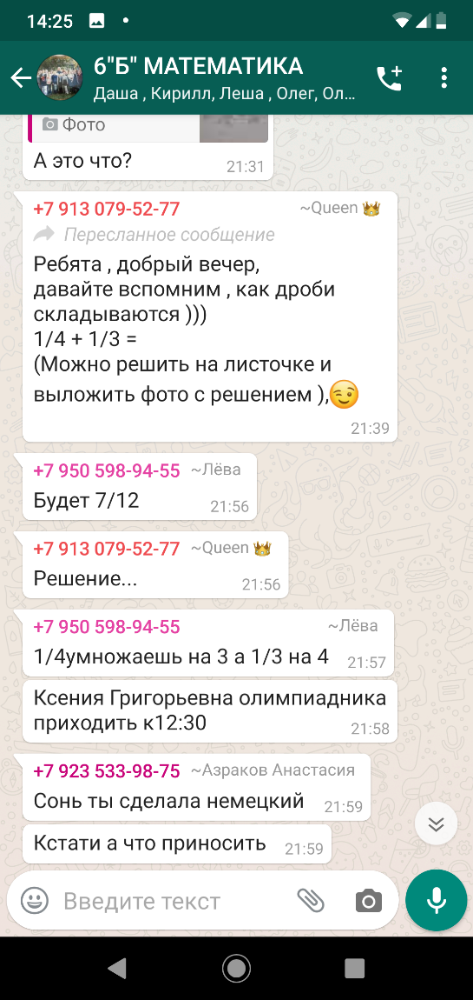 14:25
6"Б" МАТЕМАТИКА
Даша , Кирилл, Леша , Олег, Ол...
Фото
А это что?
21:31
+7 913 079-52-77 ~Queen 👑
Пересланное сообщение
Ребята , добрый вечер,
давайте вспомним , как дроби
складываются )))
1/4 + 1/3 =
(Можно решить на листочке и
выложить фото с решением ),😉
21:39
+7 950 598-94-55 ~Лёва
Будет 7/12 21:56
+7 913 079-52-77 ~Queen 👑
Решение... 21:56
+7 950 598-94-55 ~Лёва
1/4умножаешь на 3 а 1/3 на 4 21:57
Ксения Григорьевна олимпиадника
приходить к12:30 21:58
+7 923 533-98-75 ~Азраков Анастасия
Сонь ты сделала немецкий 21:59
Кстати а что приносить 21:59
Введите текст